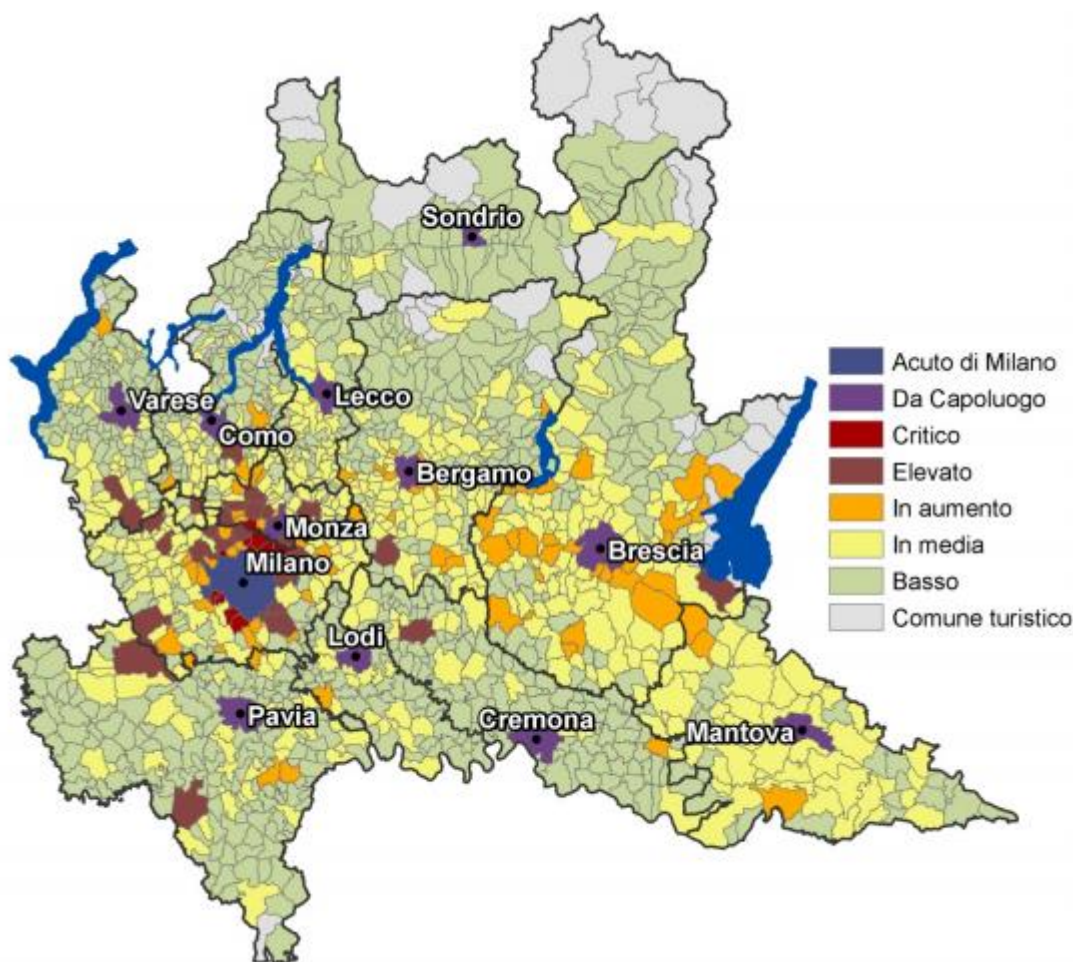 Sondrio
Varese
Lecco
Como
Bergamo
Monza
Milano
Brescia
Lodi
Pavia
Cremona
Mantova
Acuto di Milano
Da Capoluogo
Critico
Elevato
In aumento
In media
Basso
Comune turistico